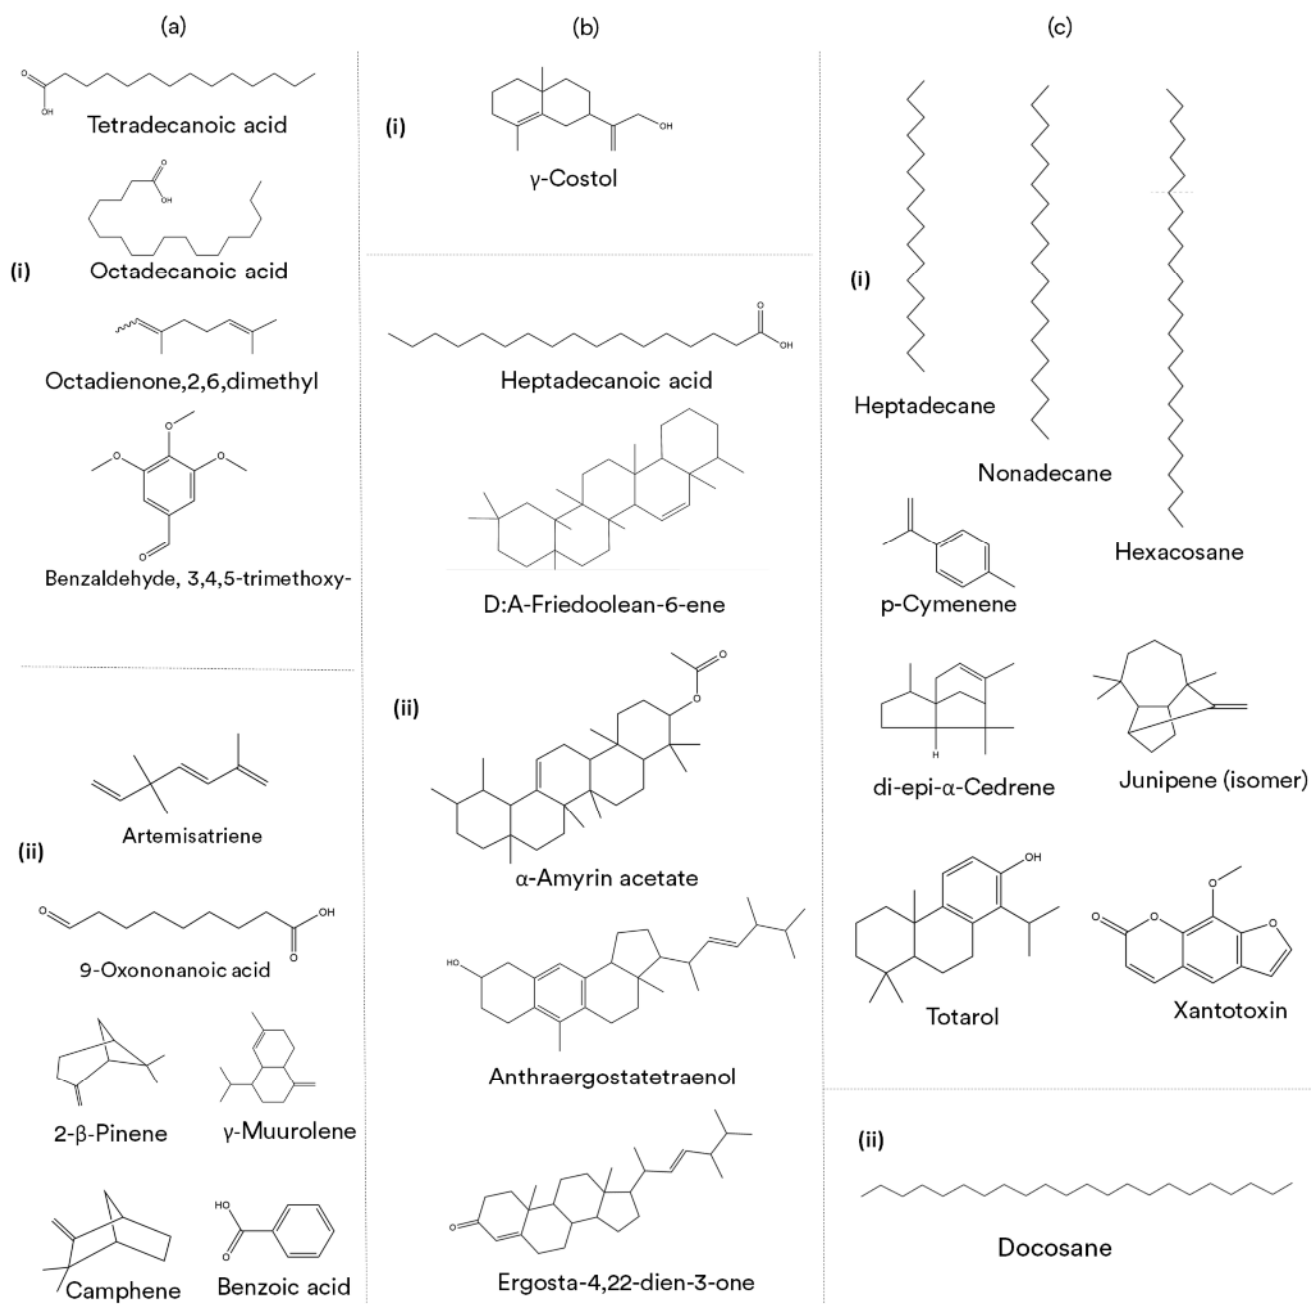 (a)
O
OH
Tetradecanoic acid
O
OH
Octadecanoic acid
(i)
Octadienone,2,6,dimethyl
O
O
O
O
Benzaldehyde, 3,4,5-trimethoxy-
Artemisatriene
(ii)
O
OH
O
9-Oxononanoic acid
2-β-Pinene
γ-Muurolene
HO
O
Camphene
Benzoic acid
(b)
(i)
OH
γ-Costol
O
OH
Heptadecanoic acid
D:A-Friedoolean-6-ene
O
O
(ii)
α-Amyrin acetate
HO
Anthraergostatetraenol
O
Ergosta-4,22-dien-3-one
(c)
(i)
Heptadecane
Nonadecane
Hexacosane
p-Cymenene
H
di-epi-α-Cedrene
Junipene (isomer)
OH
Totarol
O
O
O
O
Xantotoxin
(ii)
Docosane